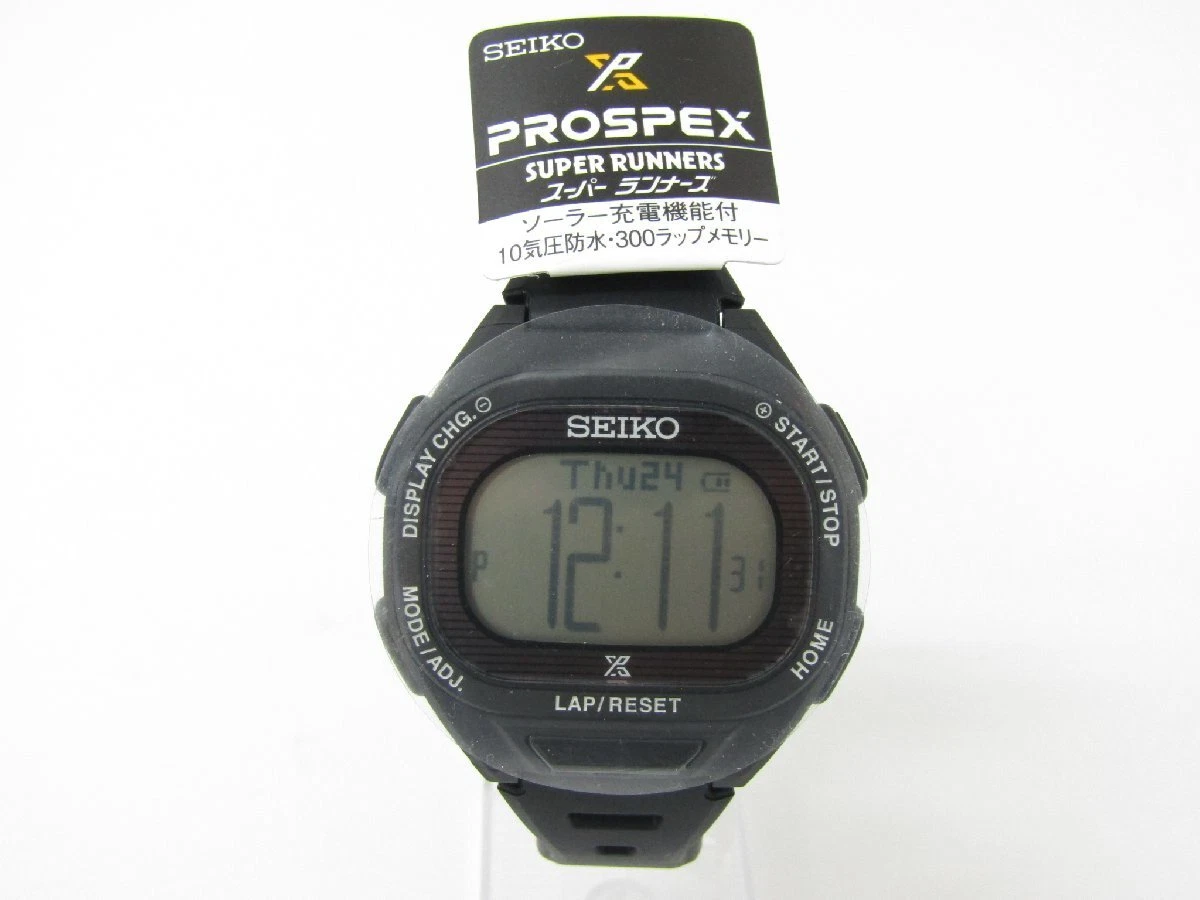 SEIKO
PROSPEX
SUPER RUNNERS
スーパー ランナーズ
ソーラー充電機能付
10気圧防水・300ラップメモリー
DISPLAY CHG. ⊖
⊕ START/STOP
SEIKO
Thu24
P 12:11 31
MODE/ADJ.
HOME
LAP/RESET